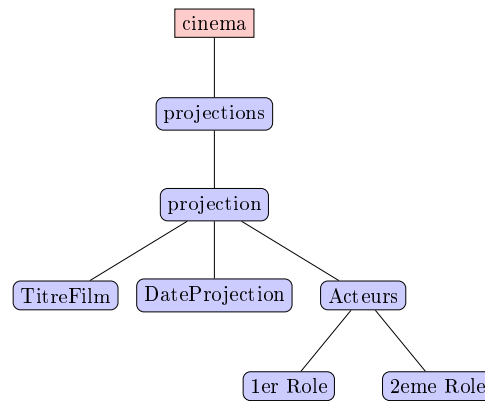 cinema
projections
projection
TitreFilm
DateProjection
Acteurs
1er Role
2eme Role